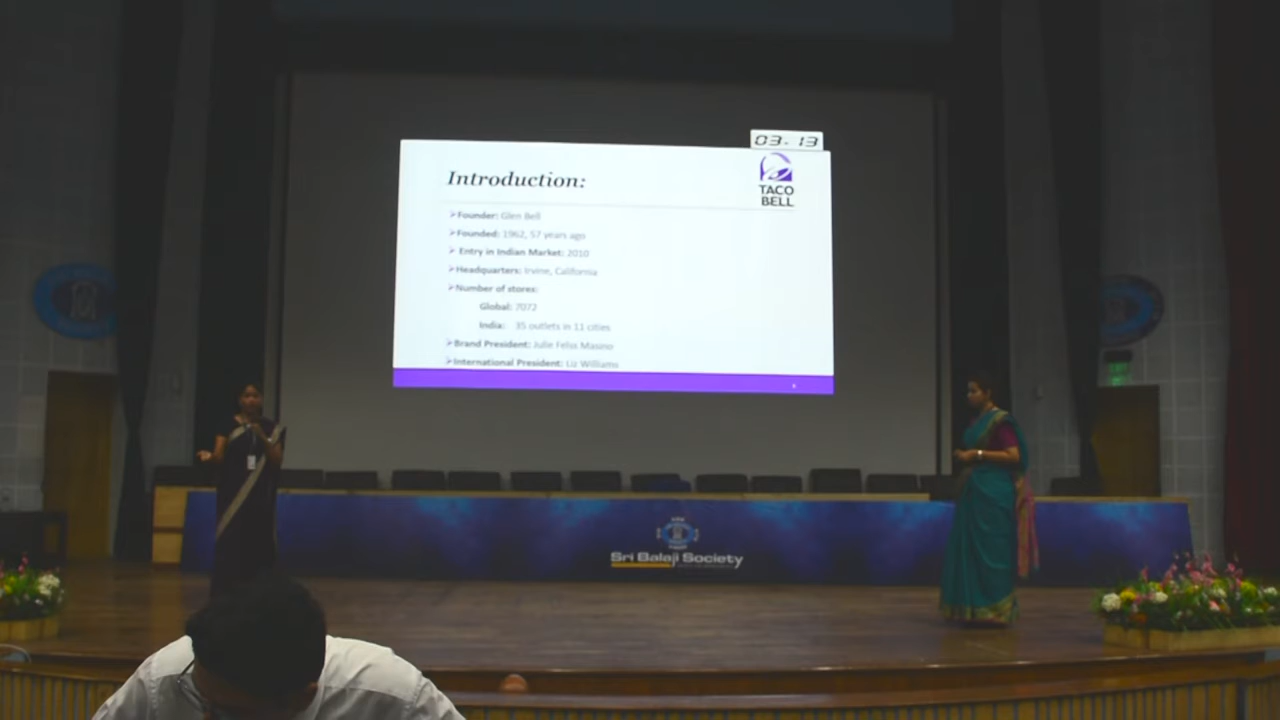 03. 13
Introduction:
TACO
BELL
➢Founder: Glen Bell
➢Founded: 1962, 57 years ago
➢ Entry in Indian Market: 2010
➢Headquarters: Irvine, California
➢Number of stores:
Global: 7072
India: 35 outlets in 11 cities
➢Brand President: Julie Feliss Masino
➢International President: Liz Williams
Sri Balaji Society